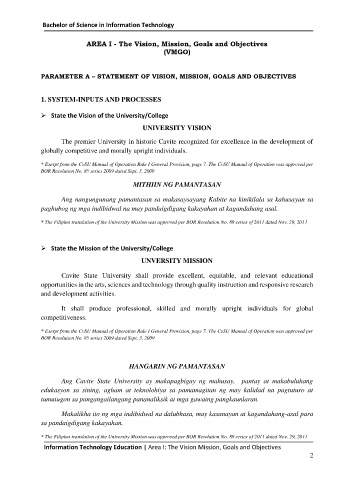 Bachelor of Science in Information Technology
AREA I - The Vision, Mission, Goals and Objectives
(VMGO)
PARAMETER A – STATEMENT OF VISION, MISSION, GOALS AND OBJECTIVES
1. SYSTEM-INPUTS AND PROCESSES
➢ State the Vision of the University/College
UNIVERSITY VISION
The premier University in historic Cavite recognized for excellence in the development of
globally competitive and morally upright individuals.
* Exerpt from the CvSU Manual of Operation Rule I General Provision, page 7. The CvSU Manual of Operation was approved per
BOR Resolution No. 85 series 2009 dated Sept. 3, 2009
MITHIIN NG PAMANTASAN
Ang nangungunang pamantasan sa makasaysayang Kabite na kinikilala sa kahusayan sa
paghubog ng mga indibidwal na may pandaigdigang kakayahan at kagandahang asal.
* The Filipino translation of the University Mission was approved per BOR Resolution No. 89 series of 2011 dated Nov. 29, 2011
➢ State the Mission of the University/College
UNVERSITY MISSION
Cavite State University shall provide excellent, equitable, and relevant educational
opportunities in the arts, sciences and technology through quality instruction and responsive research
and development activities.
It shall produce professional, skilled and morally upright individuals for global
competitiveness.
* Exerpt from the CvSU Manual of Operation Rule I General Provision, page 7. The CvSU Manual of Operation was approved per
BOR Resolution No. 85 series 2009 dated Sept. 3, 2009
HANGARIN NG PAMANTASAN
Ang Cavite State University ay makapagbigay ng mahusay, pantay at makabuluhang
edukasyon sa sining, agham at teknolohiya sa pamamagitan ng may kalidad na pagtuturo at
tumutugon sa pangangailangang pananaliksik at mga gawaing pangkaunlaran.
Makalikha ito ng mga indibidwal na dalubhasa, may kasanayan at kagandahang-asal para
sa pandaigdigang kakayahan.
* The Filipino translation of the University Mission was approved per BOR Resolution No. 89 series of 2011 dated Nov. 29, 2011
Information Technology Education | Area I: The Vision Mission, Goals and Objectives
2